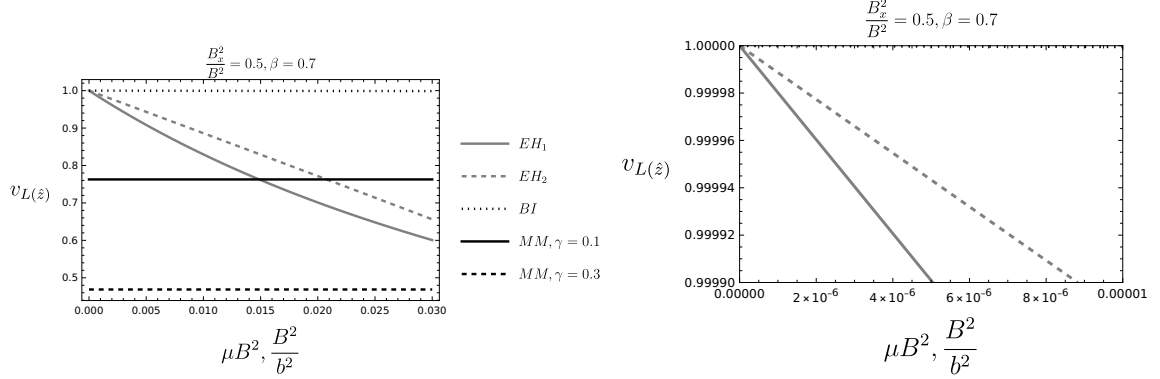 B_x^2/B^2 = 0.5, β = 0.7
1.0
0.9
0.8
0.7
0.6
0.5
v_{L(ẑ)}
0.000 0.005 0.010 0.015 0.020 0.025 0.030
μB^2, B^2/b^2
EH_1
EH_2
BI
MM, γ = 0.1
MM, γ = 0.3
B_x^2/B^2 = 0.5, β = 0.7
1.00000
0.99998
0.99996
0.99994
0.99992
0.99990
v_{L(ẑ)}
0.00000 2×10^-6 4×10^-6 6×10^-6 8×10^-6 0.00001
μB^2, B^2/b^2